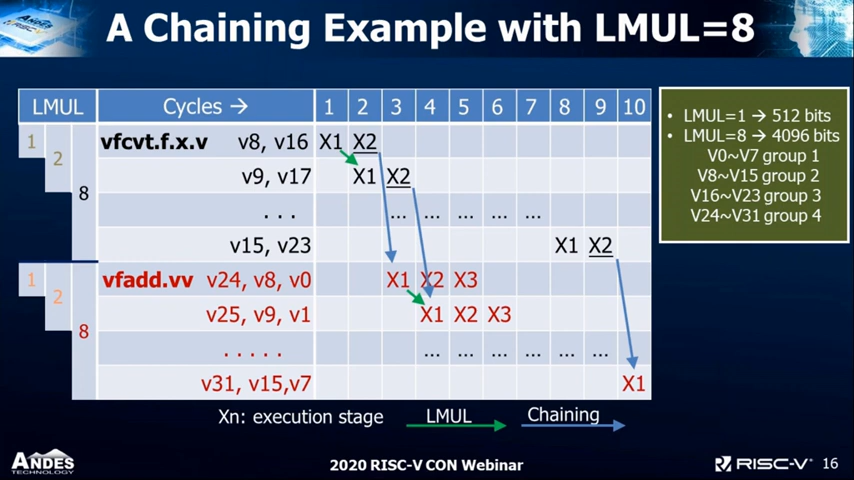 A Chaining Example with LMUL=8
LMUL Cycles → 1 2 3 4 5 6 7 8 9 10
1 vfcvt.f.x.v v8, v16 X1 X2
2 v9, v17 X1 X2
8 ... ... ... ... ... ...
v15, v23 X1 X2
1 vfadd.vv v24, v8, v0 X1 X2 X3
2 v25, v9, v1 X1 X2 X3
8 ..... ... ... ... ... ... ...
v31, v15,v7 X1
Xn: execution stage LMUL Chaining
• LMUL=1 → 512 bits
• LMUL=8 → 4096 bits
V0~V7 group 1
V8~V15 group 2
V16~V23 group 3
V24~V31 group 4
ANDES
TECHNOLOGY
2020 RISC-V CON Webinar
RISC-V® 16